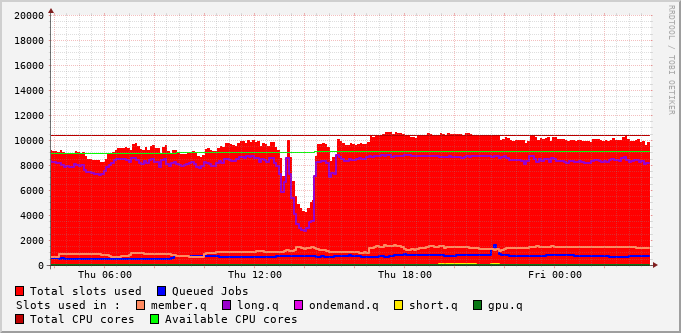 20000
18000
16000
14000
12000
10000
8000
6000
4000
2000
0
Thu 06:00 Thu 12:00 Thu 18:00 Fri 00:00
RRDTOOL / TOBI OETIKER
Total slots used Queued Jobs
Slots used in : member.q long.q ondemand.q short.q gpu.q
Total CPU cores Available CPU cores